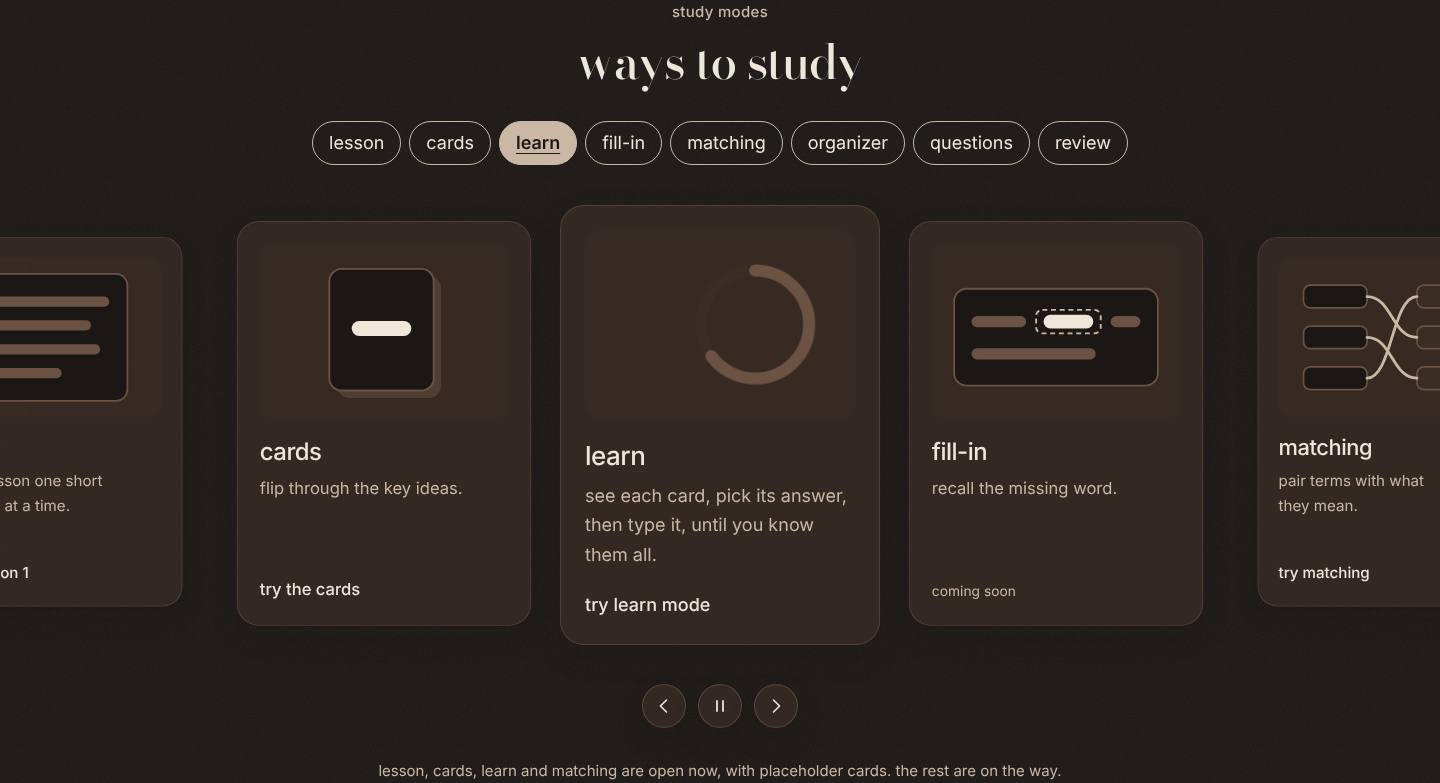 study modes
ways to study
lesson
cards
learn
fill-in
matching
organizer
questions
review
one short
at a time.
on 1
cards
flip through the key ideas.
try the cards
learn
see each card, pick its answer,
then type it, until you know
them all.
try learn mode
fill-in
recall the missing word.
coming soon
matching
pair terms with what
they mean.
try matching
lesson, cards, learn and matching are open now, with placeholder cards. the rest are on the way.